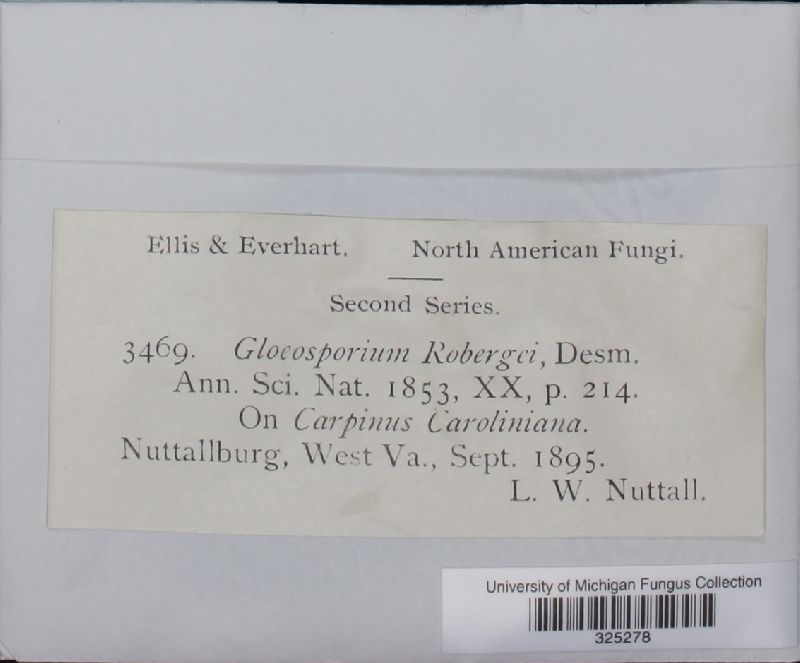 Ellis & Everhart. North American Fungi.
Second Series.
3469. Gloeosporium Robergei, Desm.
Ann. Sci. Nat. 1853, XX, p. 214.
On Carpinus Caroliniana.
Nuttallburg, West Va., Sept. 1895.
L. W. Nuttall.
University of Michigan Fungus Collection
325278